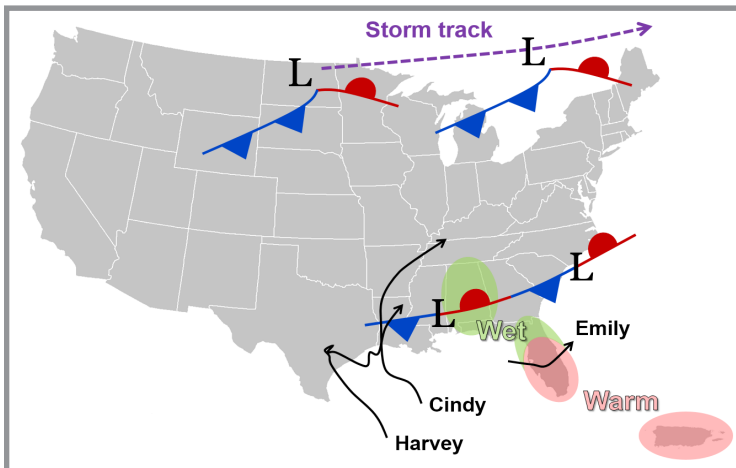 Storm track
L
L
L
L
Wet
Emily
Warm
Cindy
Harvey